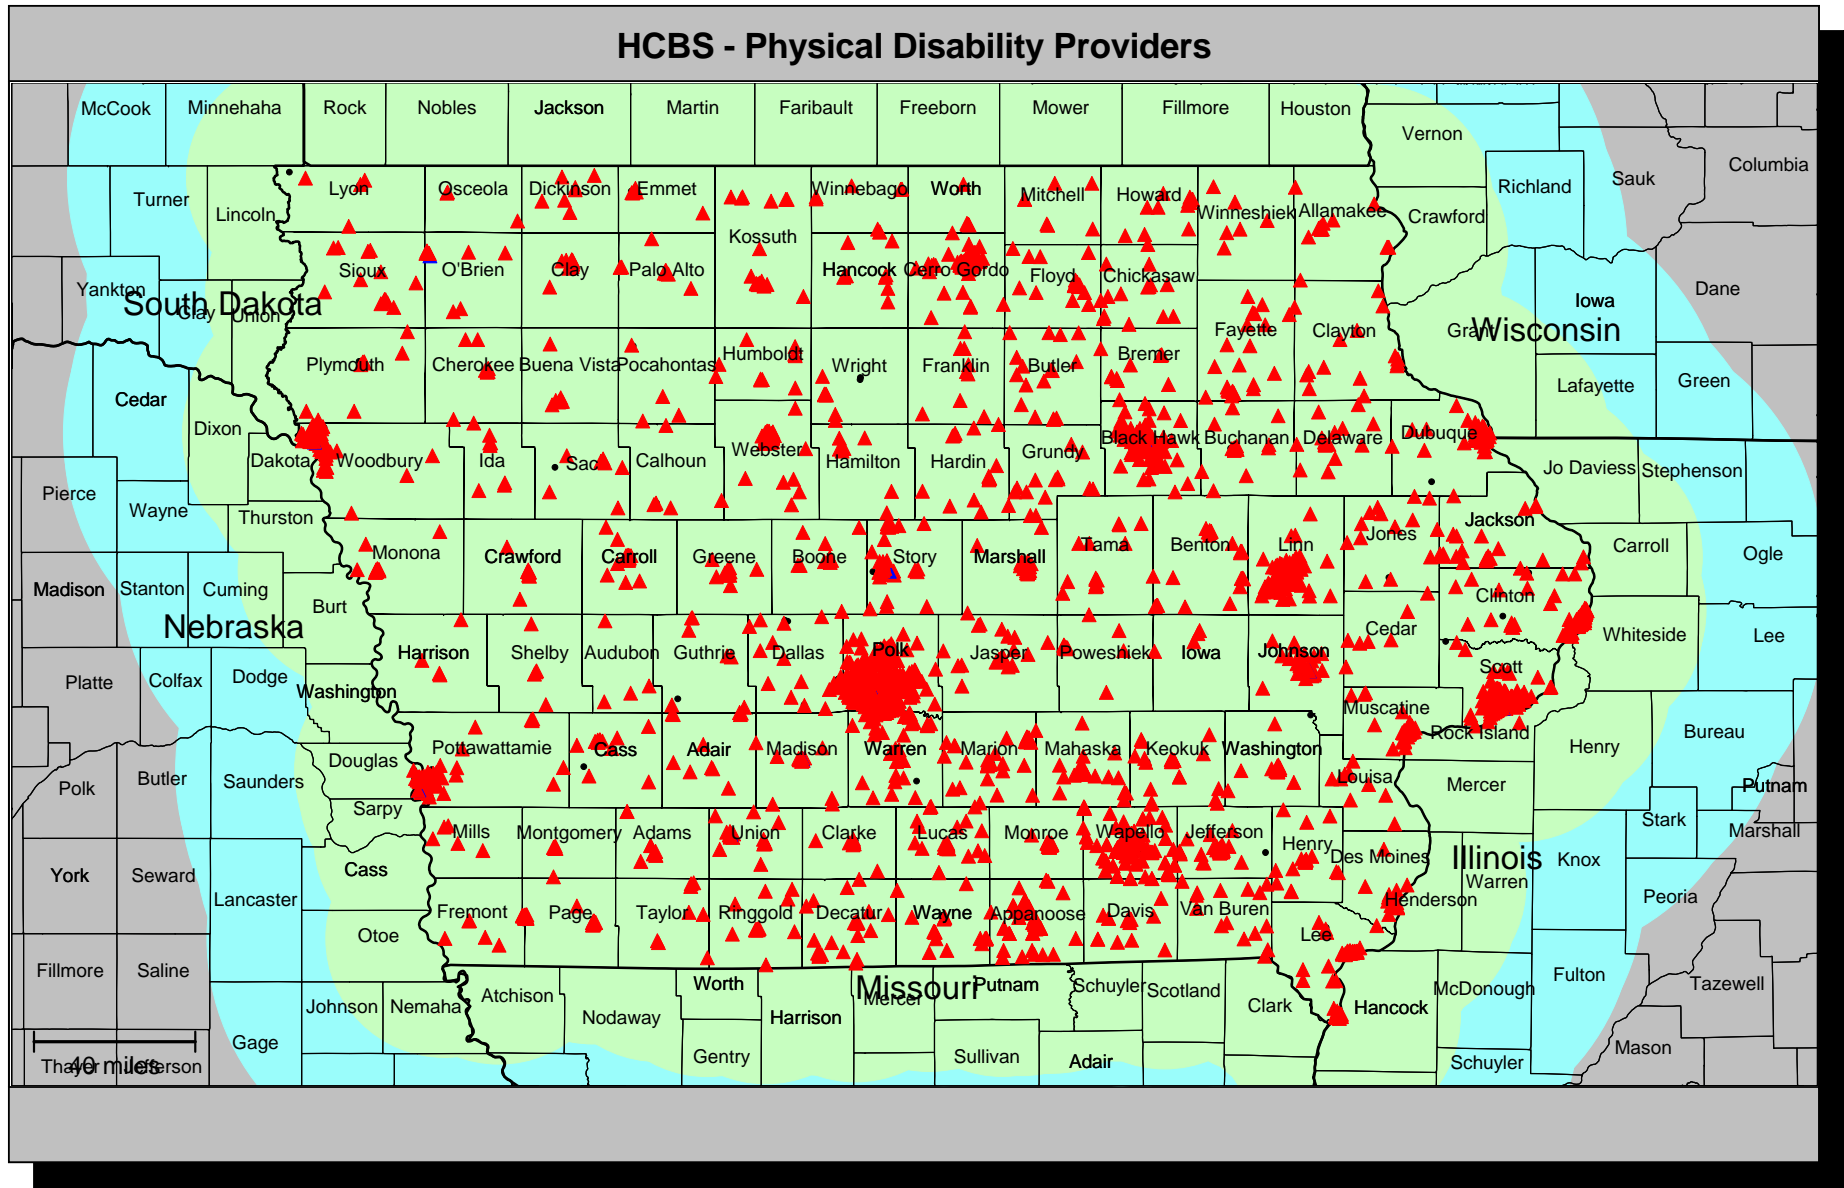 HCBS - Physical Disability Providers
McCook Minnehaha Rock Nobles Jackson Martin Faribault Freeborn Mower Fillmore Houston Vernon
Columbia
Turner Lincoln Lyon Osceola Dickinson Emmet Winnebago Worth Mitchell Howard Winneshiek Allamakee Crawford Richland Sauk
Kossuth
Yankton Clay Union Sioux O'Brien Clay Palo Alto Hancock Cerro Gordo Floyd Chickasaw Iowa Dane
South Dakota
Wisconsin
Fayette Clayton Grant
Plymouth Cherokee Buena Vista Pocahontas Humboldt Wright Franklin Butler Bremer Lafayette Green
Cedar Dixon
Dakota Woodbury Ida Sac Calhoun Webster Hamilton Hardin Grundy Black Hawk Buchanan Delaware Dubuque Jo Daviess Stephenson
Pierce Wayne Thurston
Monona Crawford Carroll Greene Boone Story Marshall Tama Benton Linn Jones Jackson Carroll Ogle
Madison Stanton Cuming Burt Clinton
Nebraska
Harrison Shelby Audubon Guthrie Dallas Polk Jasper Poweshiek Iowa Johnson Cedar Scott Whiteside Lee
Platte Colfax Dodge Washington Muscatine
Rock Island
Pottawattamie Cass Adair Madison Warren Marion Mahaska Keokuk Washington Louisa Henry Bureau
Douglas
Polk Butler Saunders Sarpy Mercer Putnam
Mills Montgomery Adams Union Clarke Lucas Monroe Wapello Jefferson Henry Des Moines Stark Marshall
Illinois
York Seward Cass Warren Knox
Lancaster Fremont Page Taylor Ringgold Decatur Wayne Appanoose Davis Van Buren Henderson Peoria
Otoe Lee
Fillmore Saline Fulton Tazewell
Missouri
Johnson Nemaha Atchison Nodaway Worth Harrison Mercer Putnam Schuyler Scotland Clark Hancock McDonough
Gage Gentry Sullivan Adair Schuyler Mason
Thayer Jefferson
40 miles